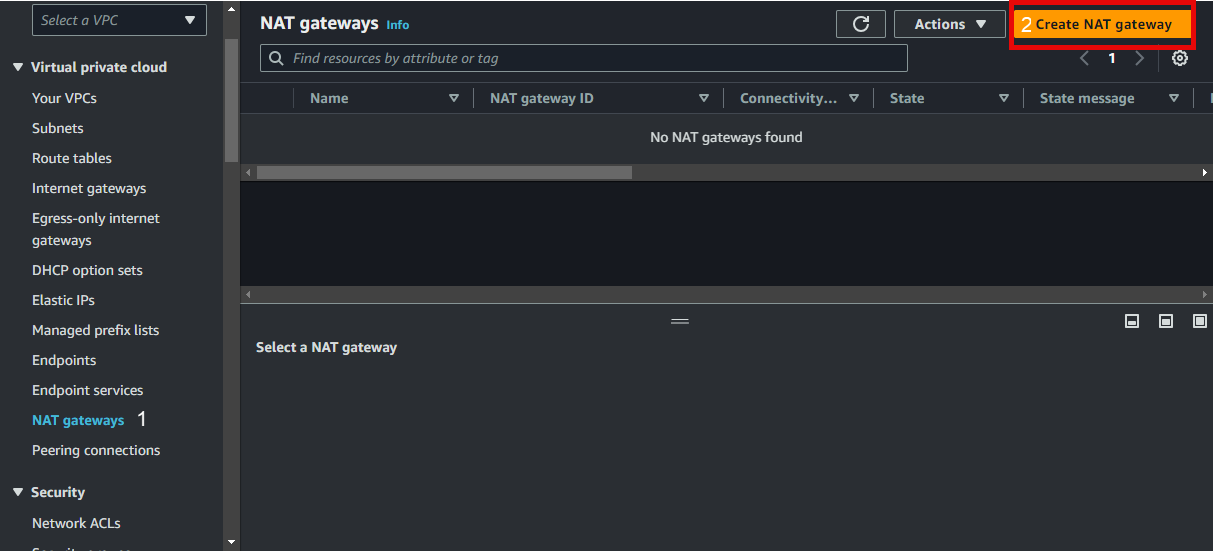 Select a VPC
Virtual private cloud
Your VPCs
Subnets
Route tables
Internet gateways
Egress-only internet
gateways
DHCP option sets
Elastic IPs
Managed prefix lists
Endpoints
Endpoint services
NAT gateways 1
Peering connections
Security
Network ACLs
NAT gateways Info
Actions
2 Create NAT gateway
Find resources by attribute or tag
1
Name NAT gateway ID Connectivity... State State message
No NAT gateways found
Select a NAT gateway